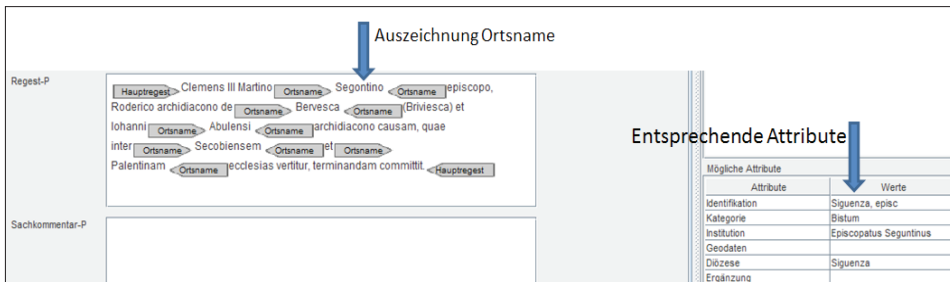 Auszeichnung Ortsname
Regest-P
Hauptregest Clemens III Martino Ortsname Segontino Ortsname episcopo,
Roderico archidiacono de Ortsname Bervesca Ortsname (Briviesca) et
Iohanni Ortsname Abulensi Ortsname archidiacono causam, quae
inter Ortsname Secobiensem Ortsname et Ortsname
Palentinam Ortsname ecclesias vertitur, terminandam committit. Hauptregest
Sachkommentar-P
Entsprechende Attribute
Mögliche Attribute
Attribute Werte
Identifikation Siguenza, episc
Kategorie Bistum
Institution Episcopatus Seguntinus
Geodaten
Diözese Siguenza
Ergänzung